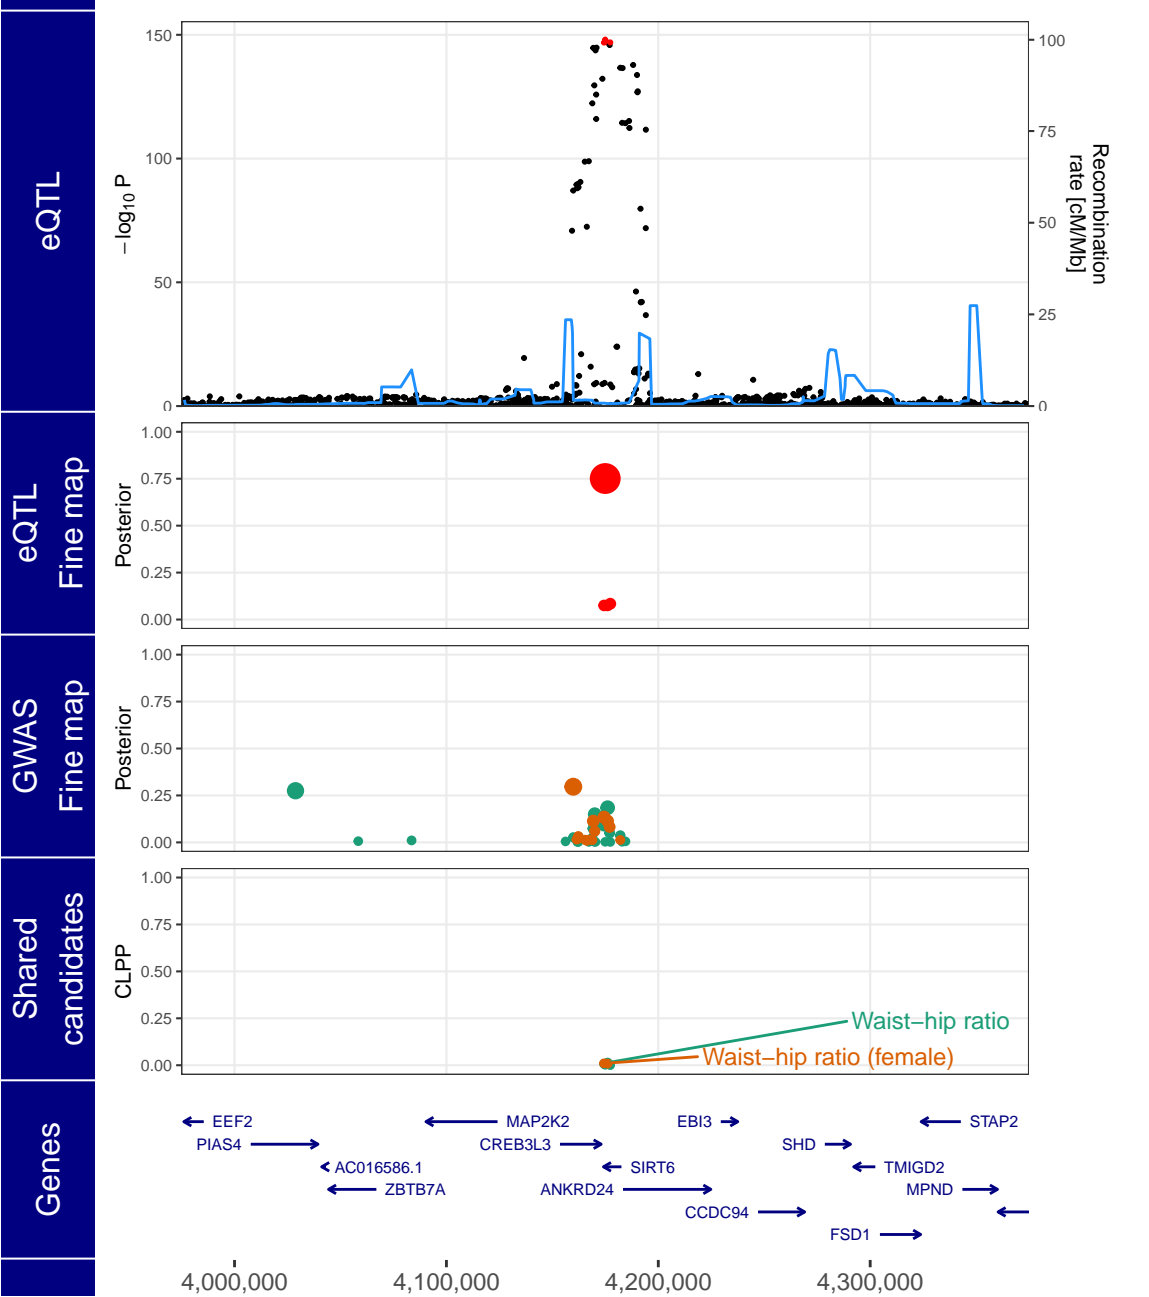 eQTL
−log10 P
150
100
50
0
100
75
50
25
0
Recombination
rate [cM/Mb]
eQTL
Fine map
Posterior
1.00
0.75
0.50
0.25
0.00
GWAS
Fine map
Posterior
1.00
0.75
0.50
0.25
0.00
Shared
candidates
CLPP
1.00
0.75
0.50
0.25
0.00
Waist−hip ratio
Waist−hip ratio (female)
Genes
EEF2 MAP2K2 EBI3 STAP2
PIAS4 CREB3L3 SHD
AC016586.1 SIRT6 TMIGD2
ZBTB7A ANKRD24 MPND
CCDC94
FSD1
4,000,000 4,100,000 4,200,000 4,300,000